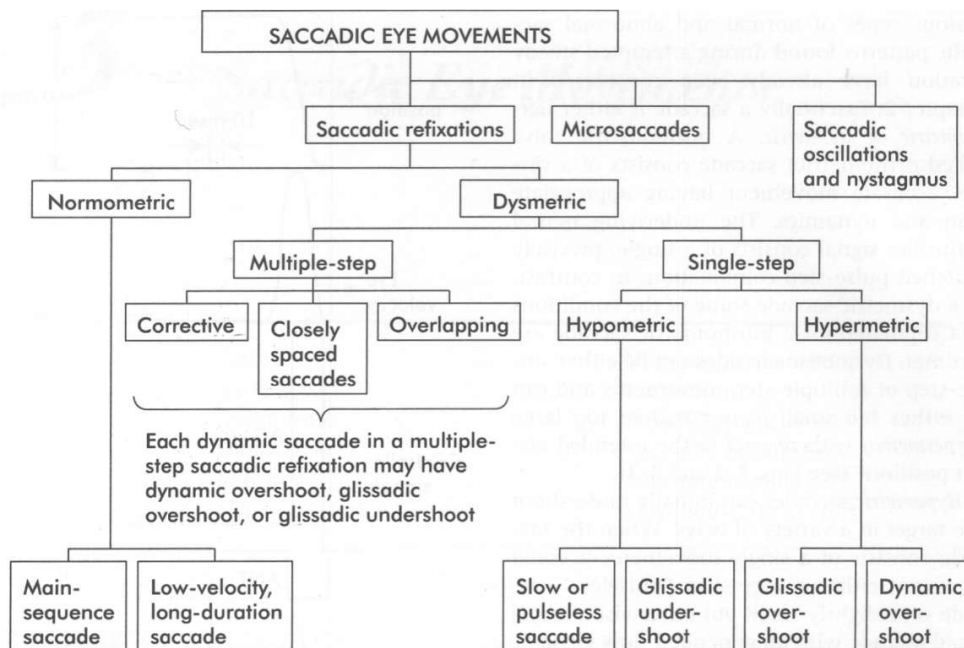 SACCADIC EYE MOVEMENTS
Saccadic refixations
Microsaccades
Saccadic
oscillations
and nystagmus
Normometric
Dysmetric
Multiple-step
Single-step
Corrective
Closely
spaced
saccades
Overlapping
Hypometric
Hypermetric
Each dynamic saccade in a multiple-
step saccadic refixation may have
dynamic overshoot, glissadic
overshoot, or glissadic undershoot
Main-
sequence
saccade
Low-velocity,
long-duration
saccade
Slow or
pulseless
saccade
Glissadic
under-
shoot
Glissadic
over-
shoot
Dynamic
over-
shoot